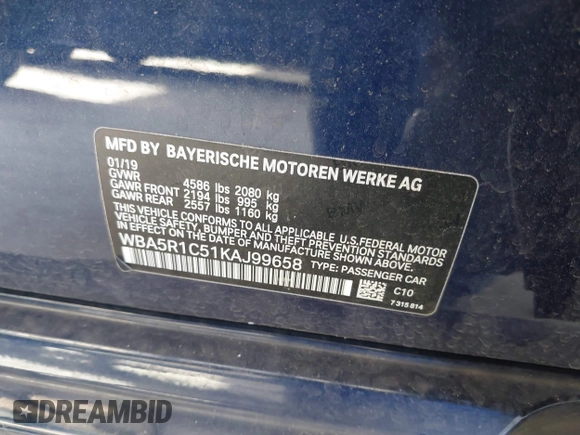 MFD BY BAYERISCHE MOTOREN WERKE AG
01/19
GVWR 4586 lbs 2080 kg
GAWR FRONT 2194 lbs 995 kg
GAWR REAR 2557 lbs 1160 kg
THIS VEHICLE CONFORMS TO ALL APPLICABLE U.S.FEDERAL MOTOR
VEHICLE SAFETY, BUMPER AND THEFT PREVENTION STANDARDS
IN EFFECT ON THE DATE OF MANUFACTURE SHOWN ABOVE.
WBA5R1C51KAJ99658 TYPE: PASSENGER CAR
C10
7 315 814
DREAMBID